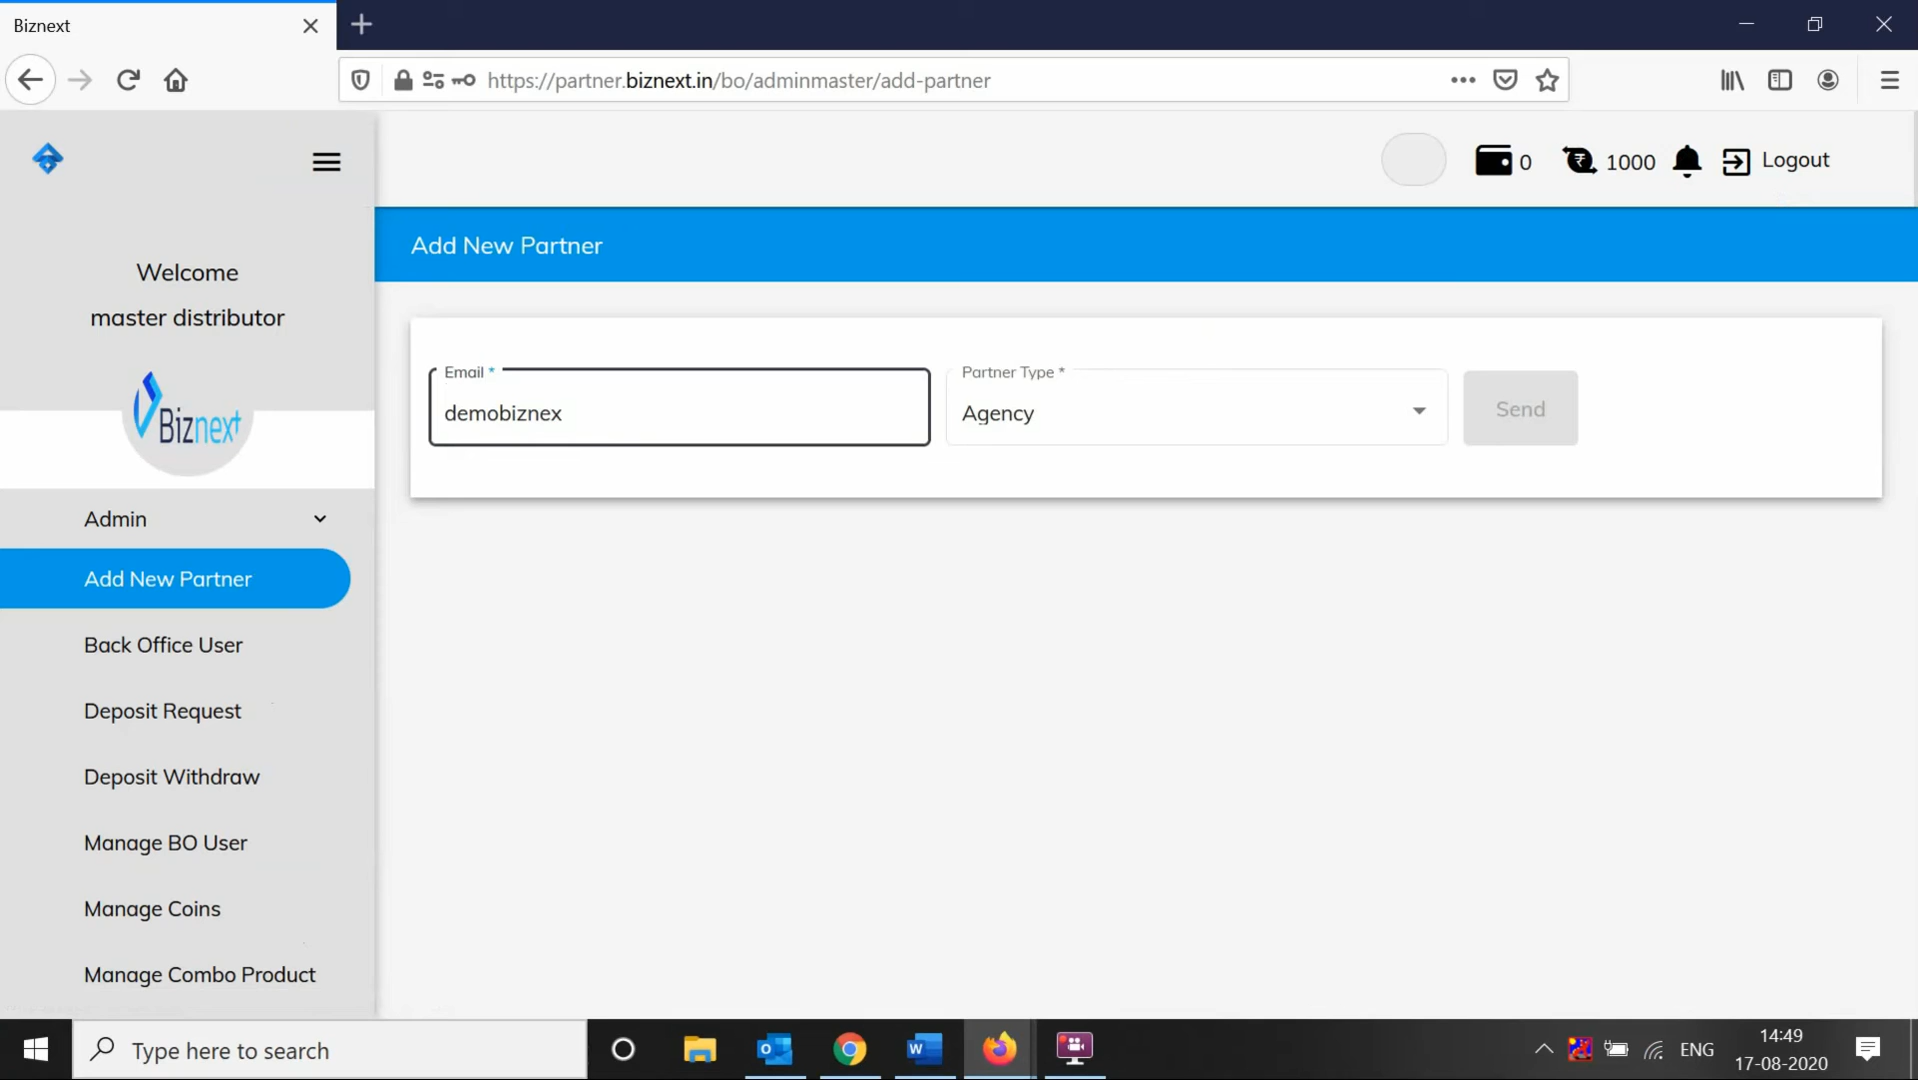 Biznext
https://partner.biznext.in/bo/adminmaster/add-partner
0
1000
Logout
Welcome
master distributor
Biznext
Add New Partner
Email *
demobiznex
Partner Type *
Agency
Send
Admin
Add New Partner
Back Office User
Deposit Request
Deposit Withdraw
Manage BO User
Manage Coins
Manage Combo Product
Type here to search
ENG
14:49
17-08-2020